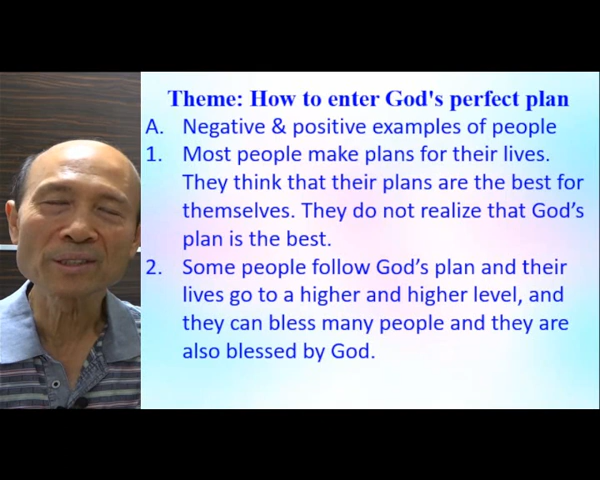 Theme: How to enter God's perfect plan
A. Negative & positive examples of people
1. Most people make plans for their lives.
They think that their plans are the best for
themselves. They do not realize that God’s
plan is the best.
2. Some people follow God’s plan and their
lives go to a higher and higher level, and
they can bless many people and they are
also blessed by God.